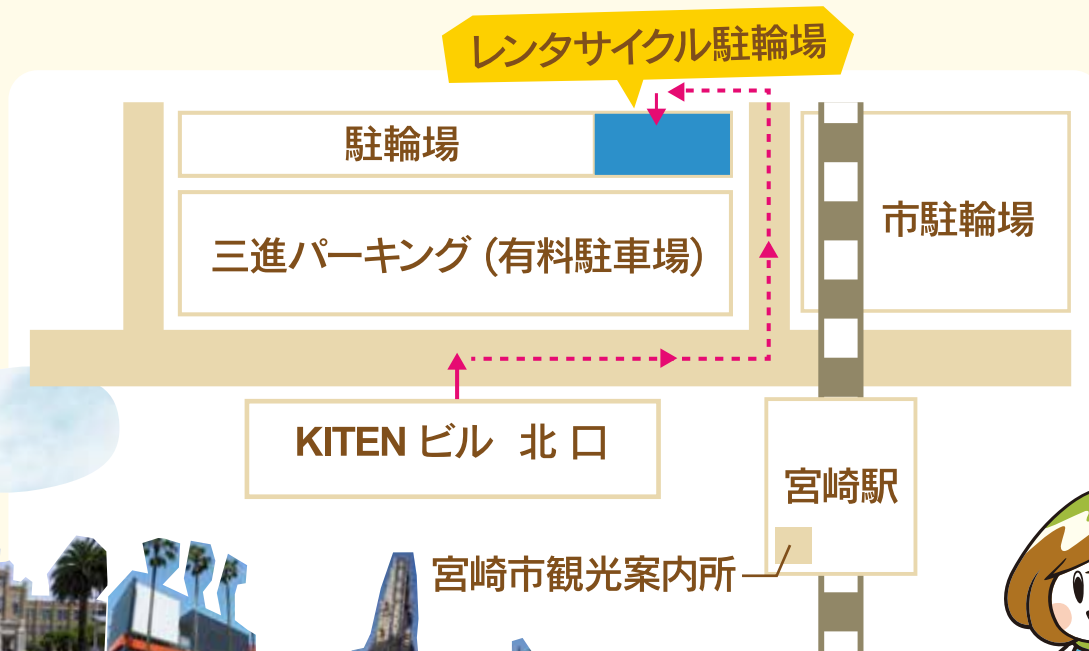 レンタサイクル駐輪場
駐輪場
市駐輪場
三進パーキング (有料駐車場)
KITEN ビル 北 口
宮崎駅
宮崎市観光案内所